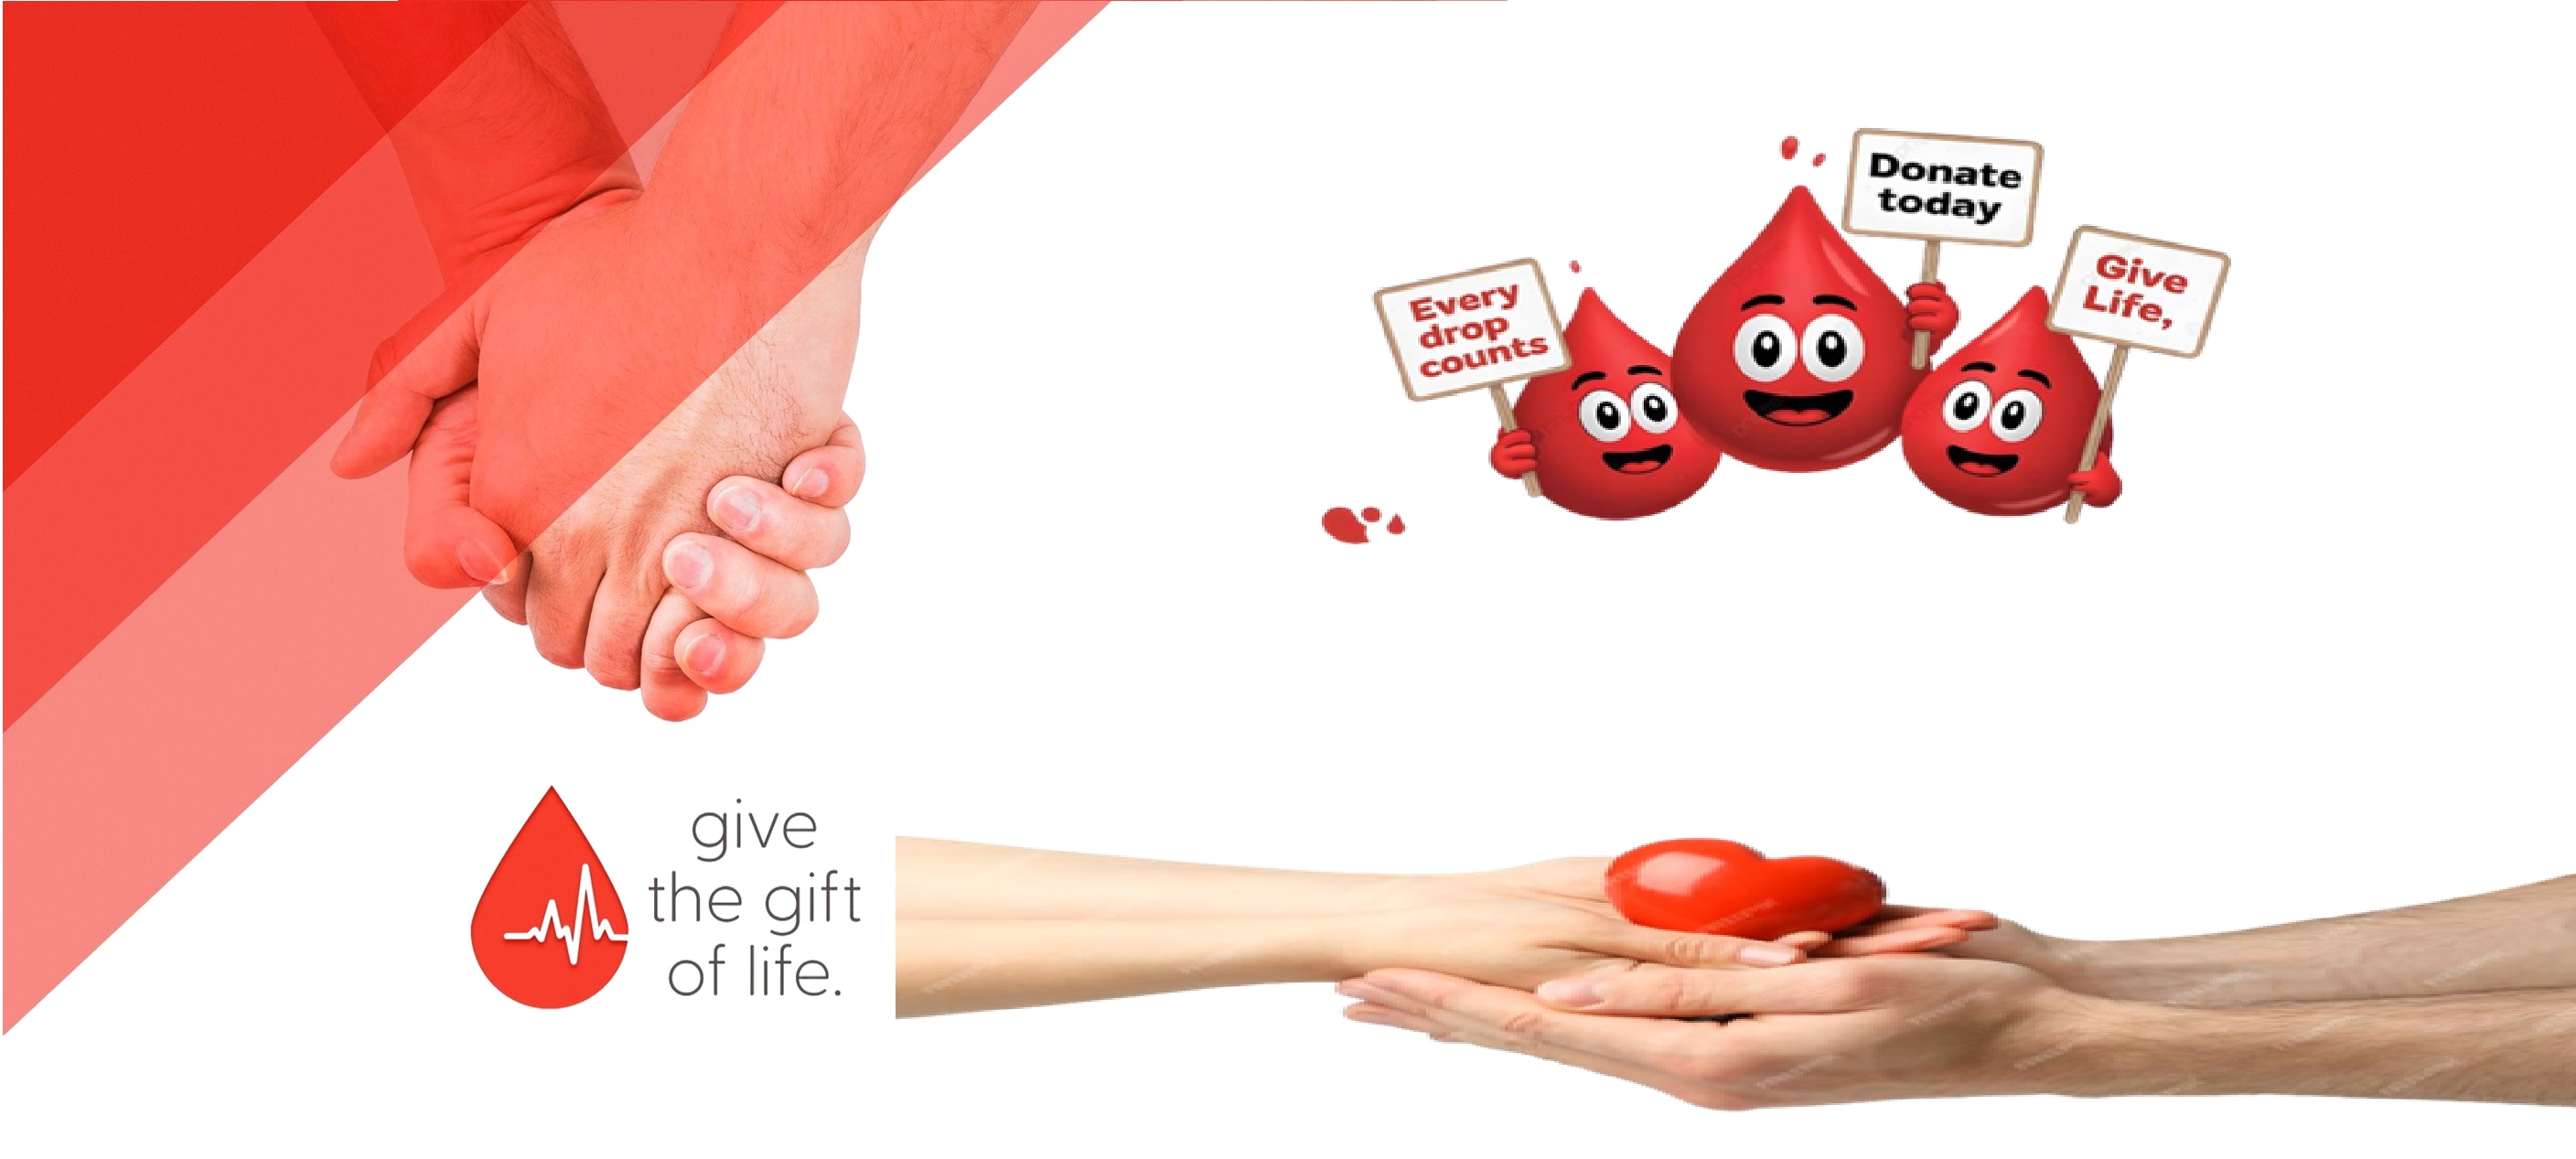 Donate
today
Give
Life,
Every
drop
counts
give
the gift
of life.